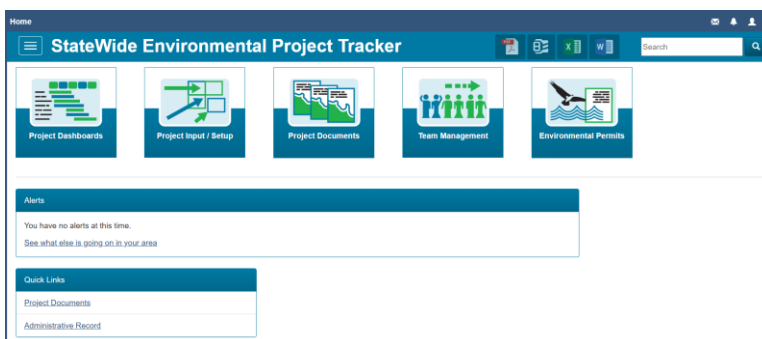 Home
StateWide Environmental Project Tracker
Search
Project Dashboards
Project Input / Setup
Project Documents
Team Management
Environmental Permits
Alerts
You have no alerts at this time.
See what else is going on in your area
Quick Links
Project Documents
Administrative Record